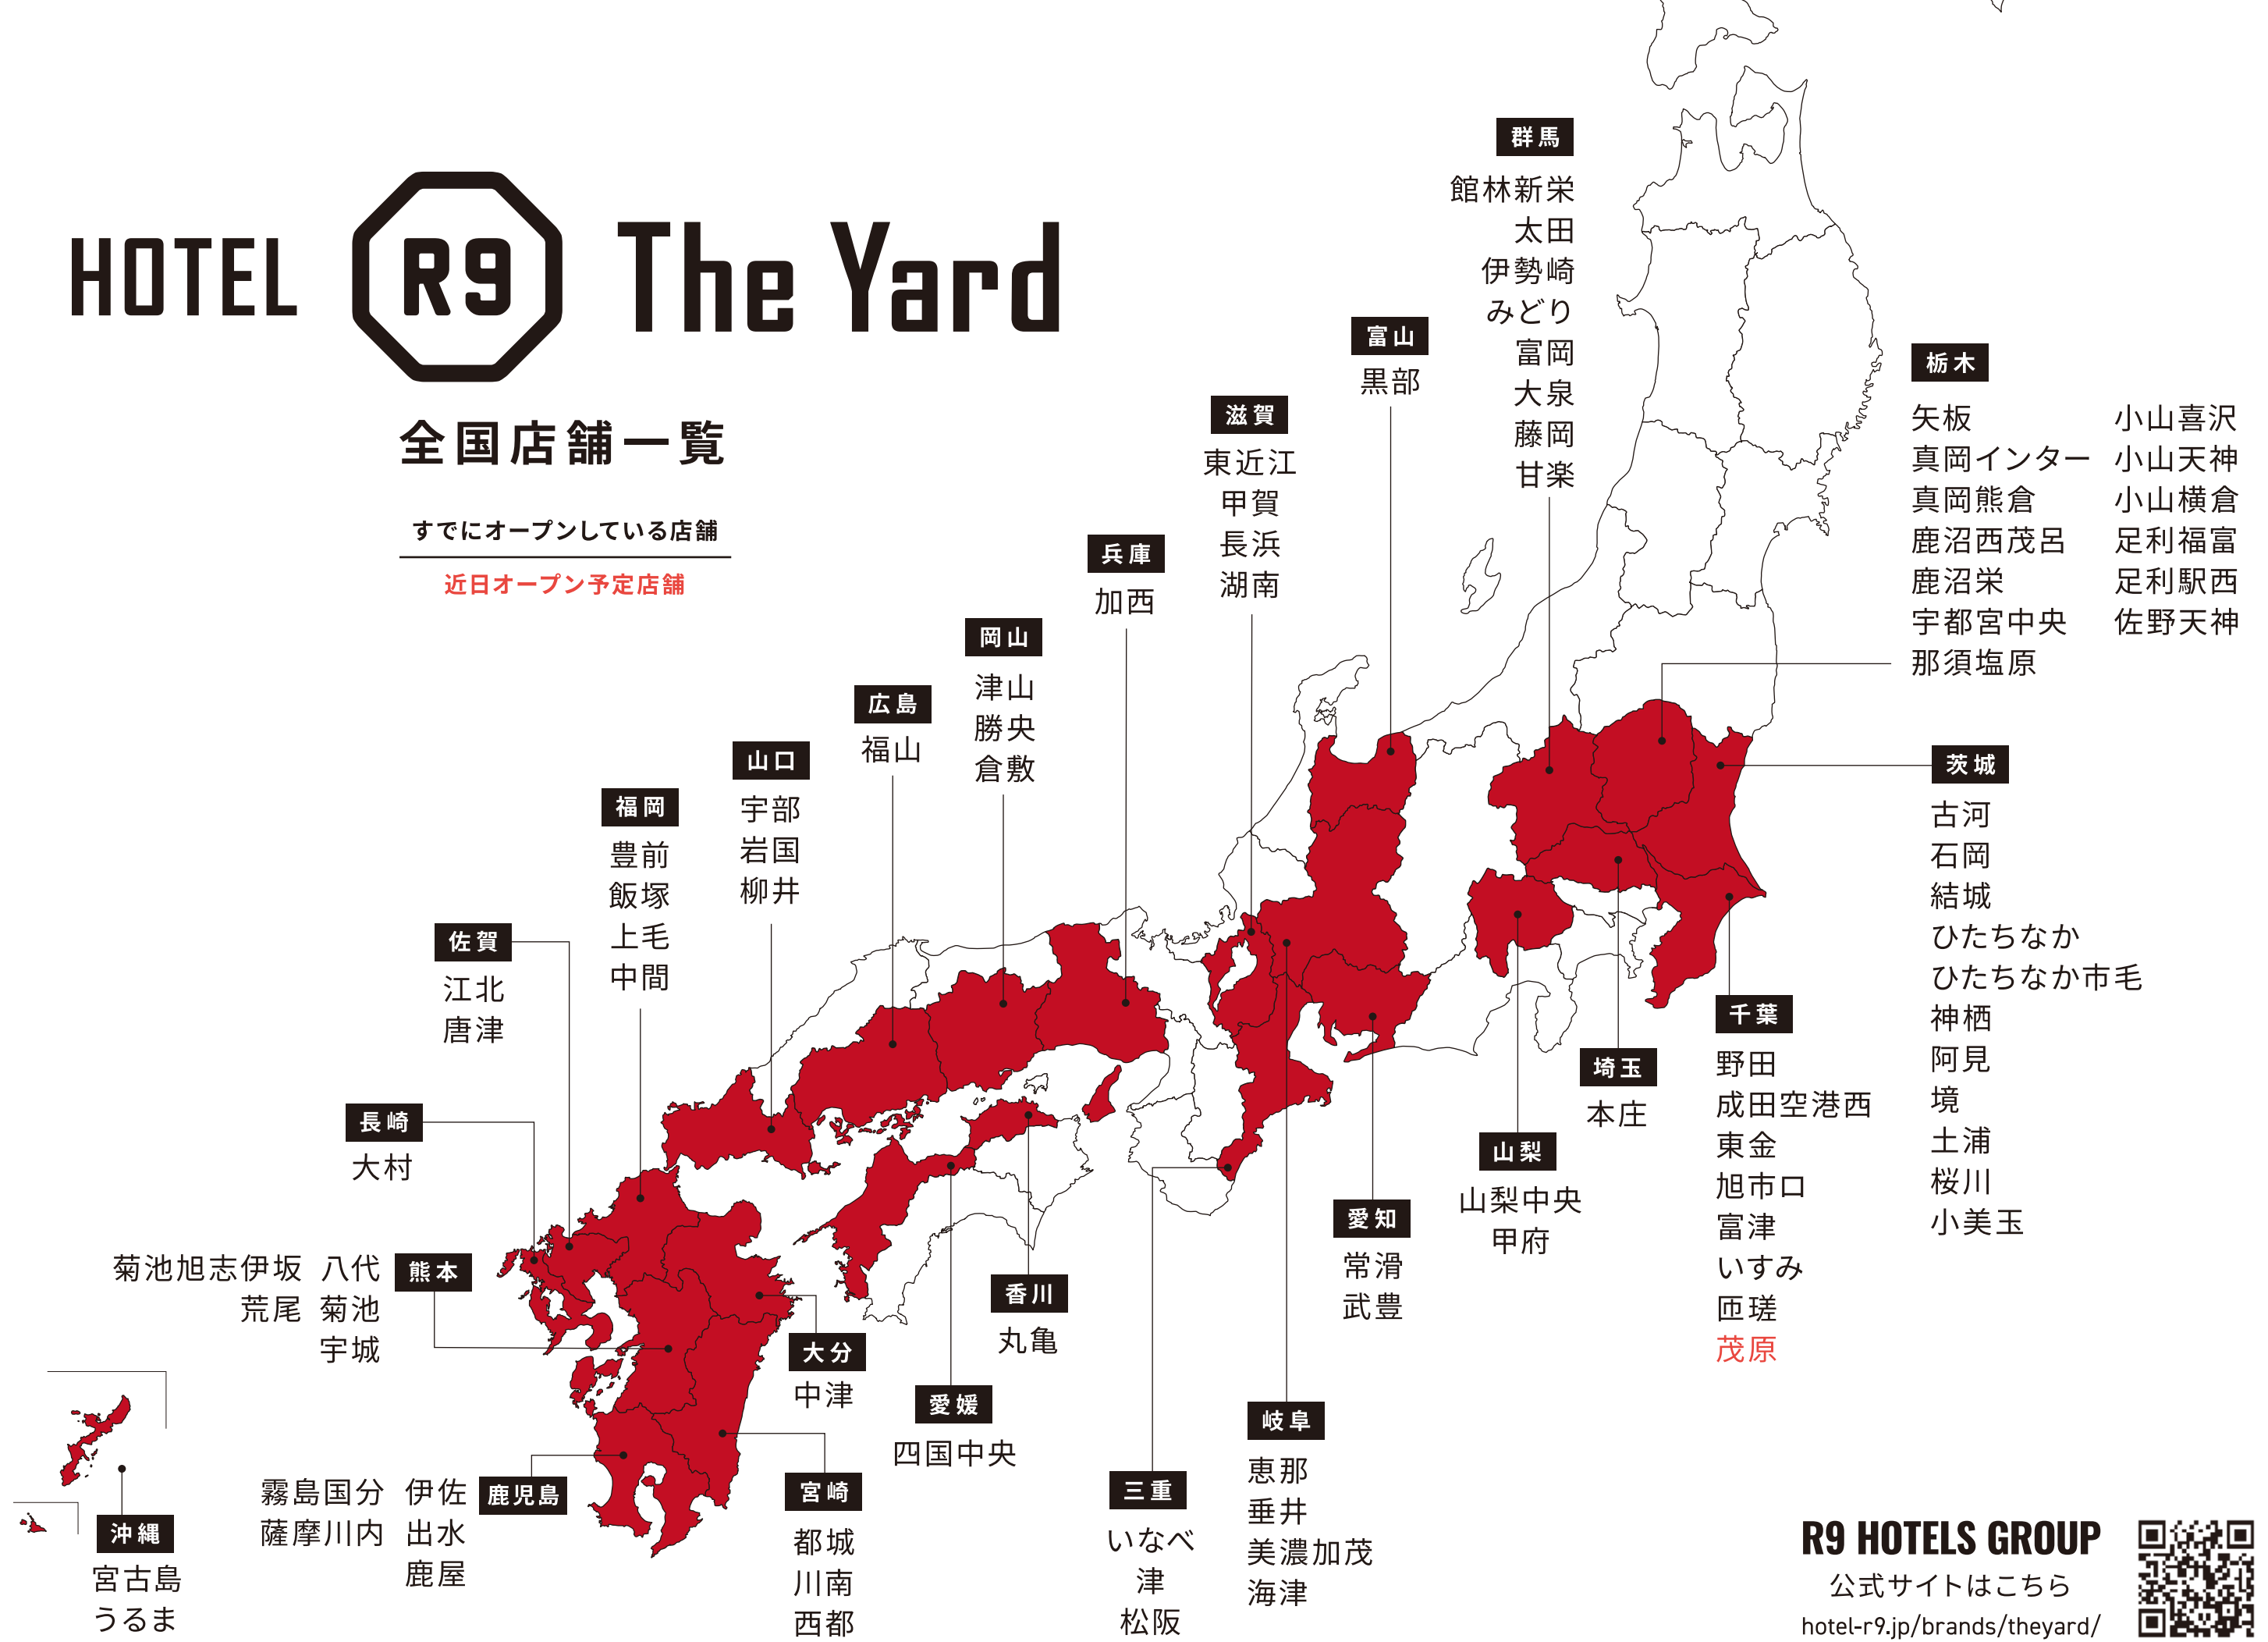 HOTEL R9 The Yard
全国店舗一覧
すでにオープンしている店舗
近日オープン予定店舗
群馬
館林新栄
太田
伊勢崎
みどり
富岡
大泉
藤岡
甘楽
富山
黒部
栃木
矢板
真岡インター
真岡熊倉
鹿沼西茂呂
鹿沼栄
宇都宮中央
那須塩原
小山喜沢
小山天神
小山横倉
足利福富
足利駅西
佐野天神
滋賀
東近江
甲賀
長浜
湖南
兵庫
加西
岡山
津山
勝央
倉敷
広島
福山
山口
宇部
岩国
柳井
福岡
豊前
飯塚
上毛
中間
佐賀
江北
唐津
長崎
大村
熊本
菊池旭志伊坂 八代
荒尾 菊池
宇城
茨城
古河
石岡
結城
ひたちなか
ひたちなか市毛
神栖
阿見
境
土浦
桜川
小美玉
千葉
野田
成田空港西
東金
旭市口
富津
いすみ
匝瑳
茂原
埼玉
本庄
山梨
山梨中央
甲府
愛知
常滑
武豊
香川
丸亀
大分
中津
愛媛
四国中央
岐阜
恵那
垂井
美濃加茂
海津
三重
いなべ
津
松阪
宮崎
都城
川南
西都
鹿児島
霧島国分 伊佐
薩摩川内 出水
鹿屋
沖縄
宮古島
うるま
R9 HOTELS GROUP
公式サイトはこちら
hotel-r9.jp/brands/theyard/